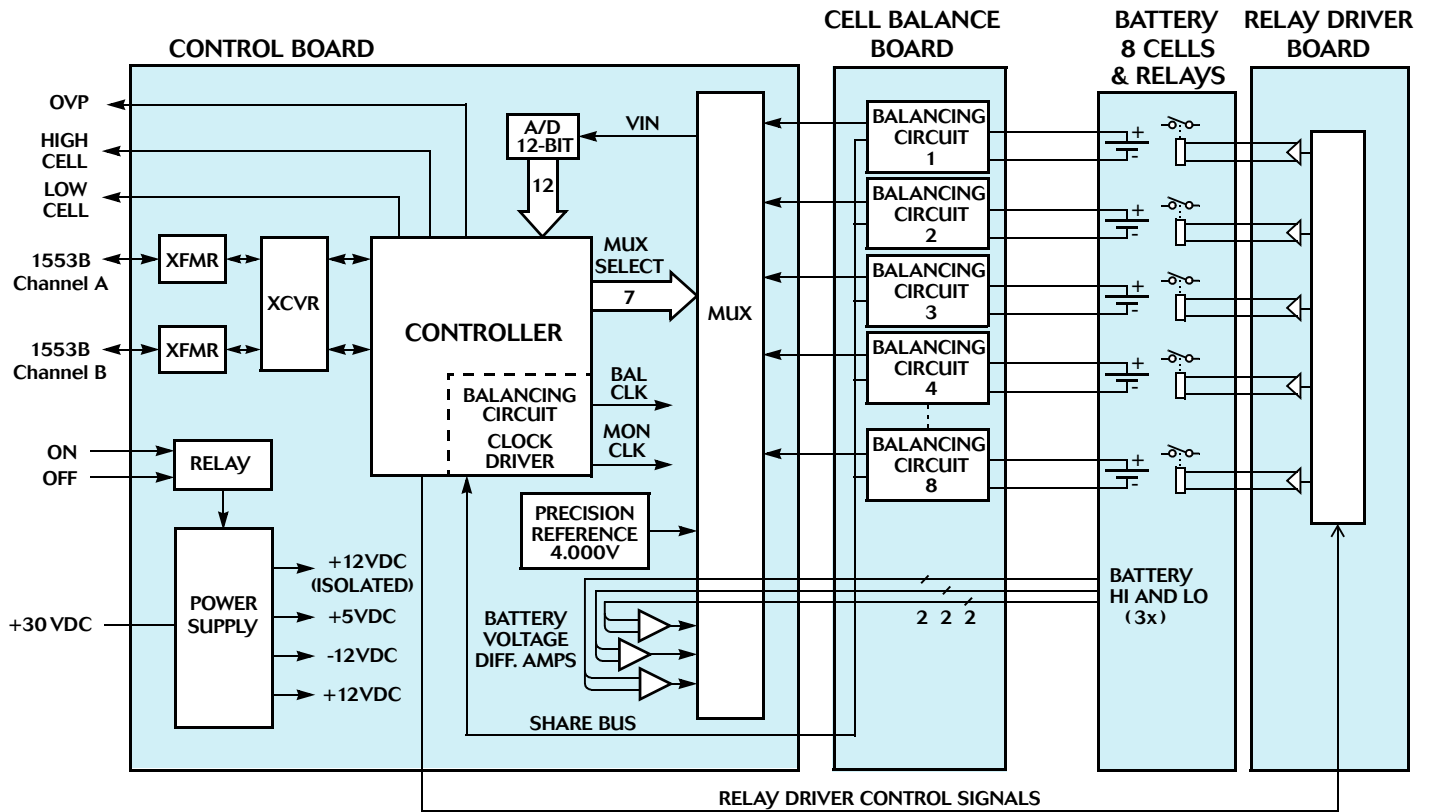 CONTROL BOARD
CELL BALANCE
BOARD
BATTERY
8 CELLS
& RELAYS
RELAY DRIVER
BOARD
OVP
HIGH
CELL
LOW
CELL
1553B
Channel A
1553B
Channel B
XFMR
XFMR
XCVR
A/D
12-BIT
12
VIN
CONTROLLER
MUX
SELECT
7
MUX
BALANCING
CIRCUIT
CLOCK
DRIVER
BAL
CLK
MON
CLK
ON
OFF
RELAY
PRECISION
REFERENCE
4.000V
+30 VDC
POWER
SUPPLY
+12VDC
(ISOLATED)
+5VDC
-12VDC
+12VDC
BATTERY
VOLTAGE
DIFF. AMPS
SHARE BUS
BALANCING
CIRCUIT
1
BALANCING
CIRCUIT
2
BALANCING
CIRCUIT
3
BALANCING
CIRCUIT
4
BALANCING
CIRCUIT
8
+
-
+
-
+
-
+
-
+
-
2 2 2
BATTERY
HI AND LO
(3x)
RELAY DRIVER CONTROL SIGNALS